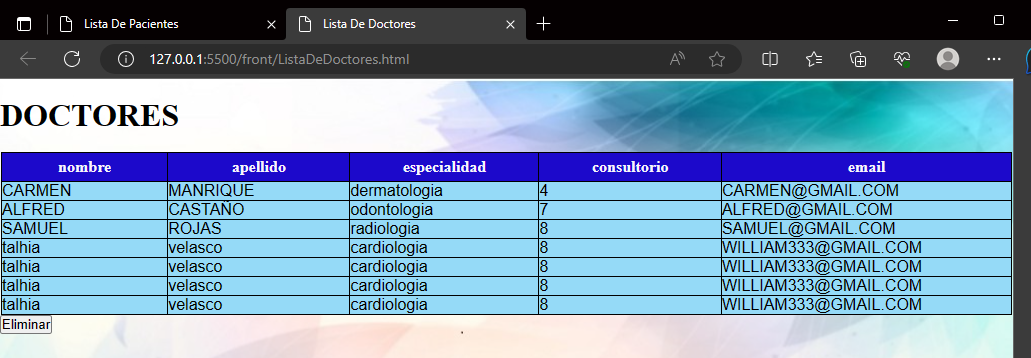 Lista De Pacientes Lista De Doctores
127.0.0.1:5500/front/ListaDeDoctores.html
DOCTORES
nombre apellido especialidad consultorio email
CARMEN MANRIQUE dermatologia 4 CARMEN@GMAIL.COM
ALFRED CASTAÑO odontologia 7 ALFRED@GMAIL.COM
SAMUEL ROJAS radiologia 8 SAMUEL@GMAIL.COM
talhia velasco cardiologia 8 WILLIAM333@GMAIL.COM
talhia velasco cardiologia 8 WILLIAM333@GMAIL.COM
talhia velasco cardiologia 8 WILLIAM333@GMAIL.COM
talhia velasco cardiologia 8 WILLIAM333@GMAIL.COM
Eliminar